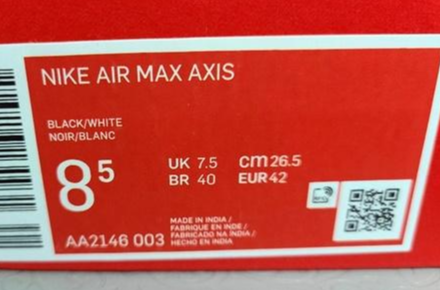 NIKE AIR MAX AXIS
BLACK/WHITE
NOIR/BLANC
8⁵
UK 7.5 cm 26.5
BR 40 EUR 42
MADE IN INDIA /
FABRIQUE EN INDE /
FABRICADO NA INDIA /
HECHO EN INDIA
AA2146 003